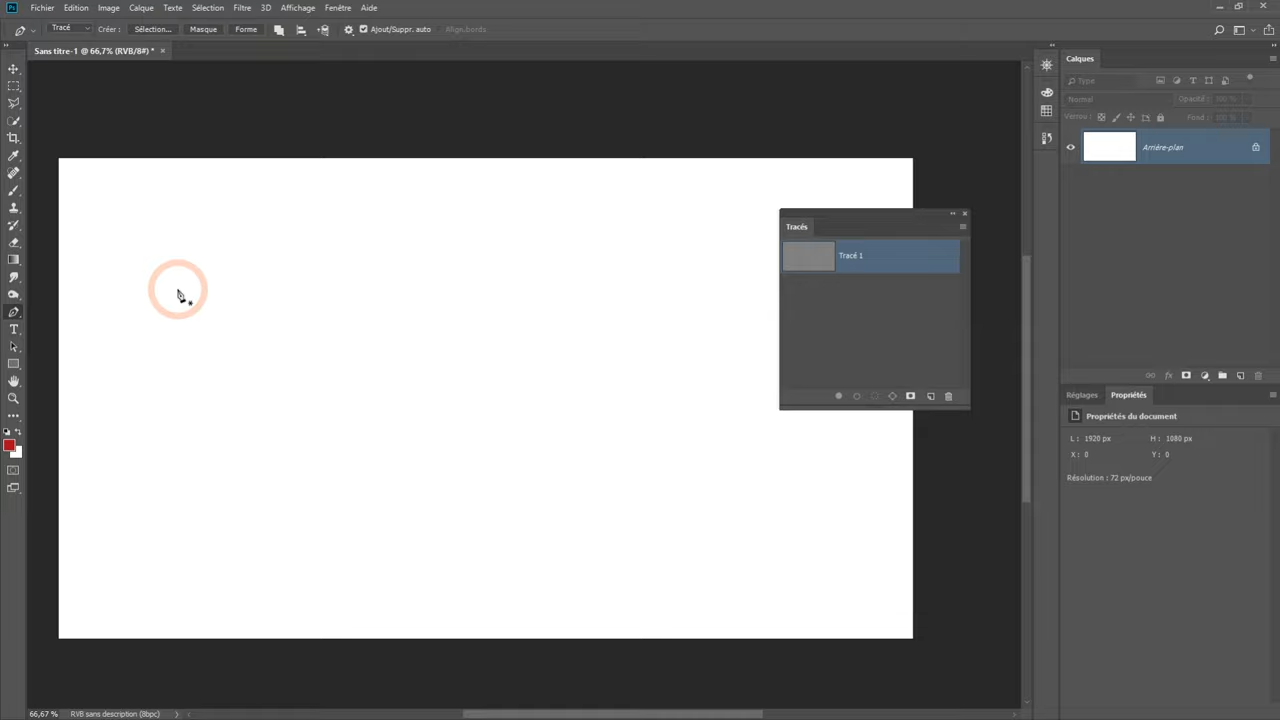 Ps Fichier Edition Image Calque Texte Sélection Filtre 3D Affichage Fenêtre Aide
Tracé Créer : Sélection... Masque Forme Ajout/Suppr. auto Align. bords
Sans titre-1 @ 66,7% (RVB/8#) *
Calques
Type
Normal Opacité : 100 %
Verrou : Fond : 100 %
Arrière-plan
Tracés
Tracé 1
Réglages Propriétés
Propriétés du document
L : 1920 px H : 1080 px
X : 0 Y : 0
Résolution : 72 px/pouce
66,67 % RVB sans description (8bpc)